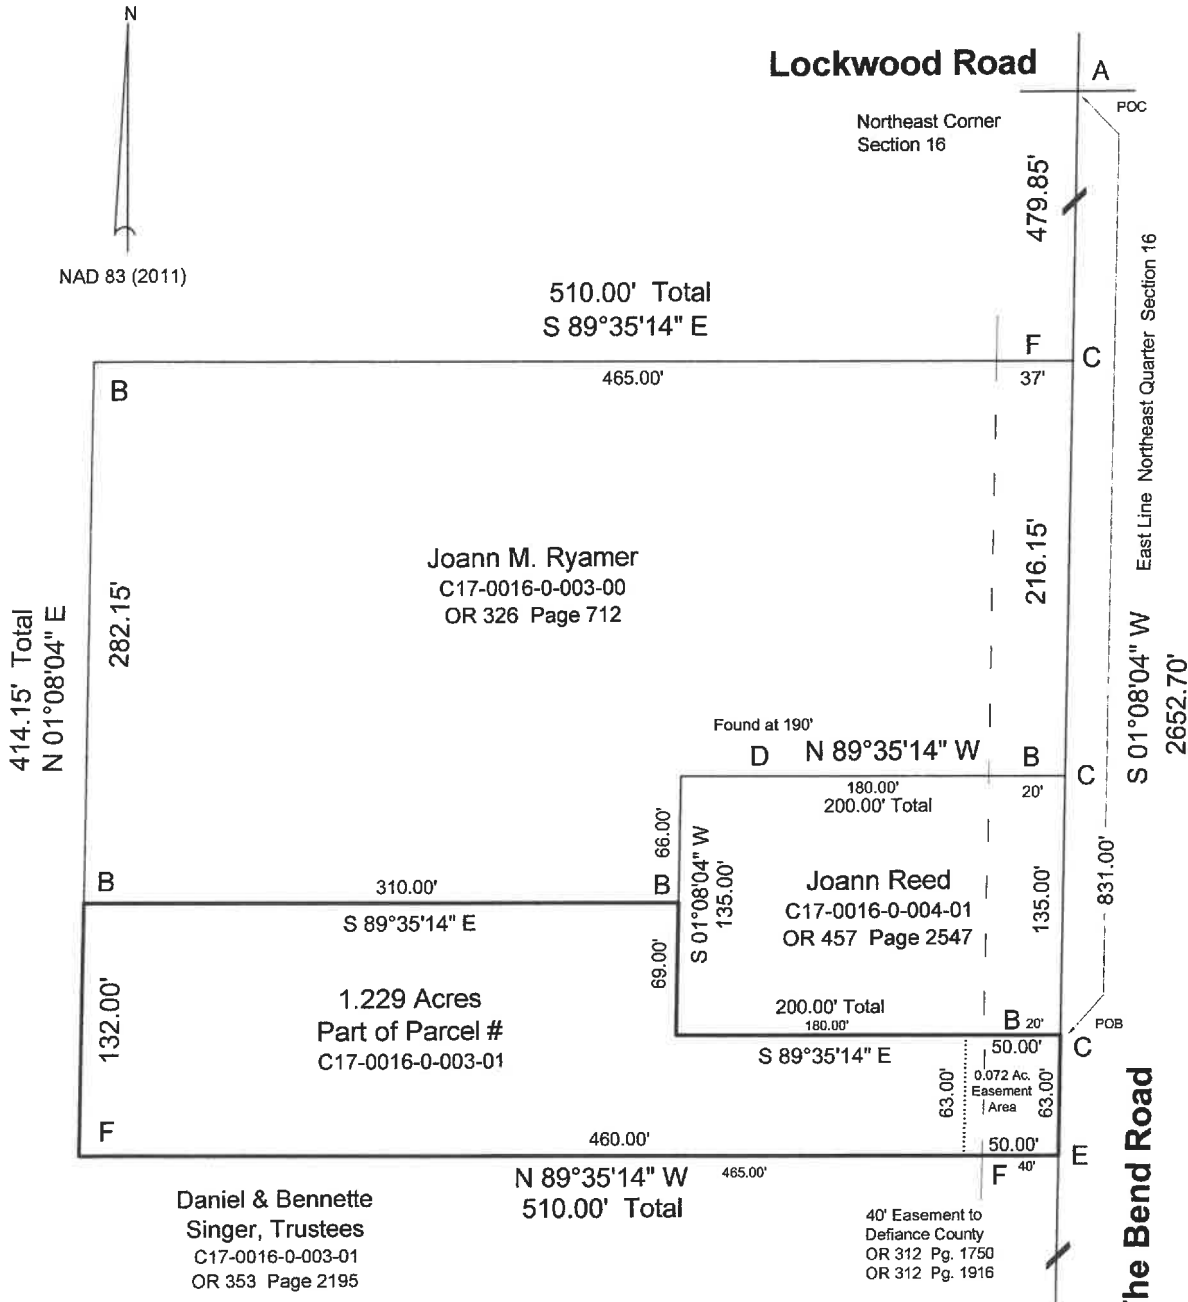 N
NAD 83 (2011)
Lockwood Road
A
POC
Northeast Corner
Section 16
479.85'
510.00' Total
S 89°35'14" E
F
C
B
465.00'
37'
East Line Northeast Quarter Section 16
S 01°08'04" W
2652.70'
414.15' Total
N 01°08'04" E
282.15'
Joann M. Ryamer
C17-0016-0-003-00
OR 326 Page 712
216.15'
Found at 190'
D
N 89°35'14" W
B
C
180.00'
20'
200.00' Total
66.00'
S 01°08'04" W
135.00'
Joann Reed
C17-0016-0-004-01
OR 457 Page 2547
135.00'
831.00'
B
310.00'
B
S 89°35'14" E
69.00'
132.00'
1.229 Acres
Part of Parcel #
C17-0016-0-003-01
200.00' Total
180.00'
B
20'
POB
S 89°35'14" E
50.00'
C
63.00'
0.072 Ac.
Easement
Area
63.00'
F
460.00'
50.00'
E
N 89°35'14" W
465.00'
F
40'
510.00' Total
Daniel & Bennette
Singer, Trustees
C17-0016-0-003-01
OR 353 Page 2195
40' Easement to
Defiance County
OR 312 Pg. 1750
OR 312 Pg. 1916
The Bend Road